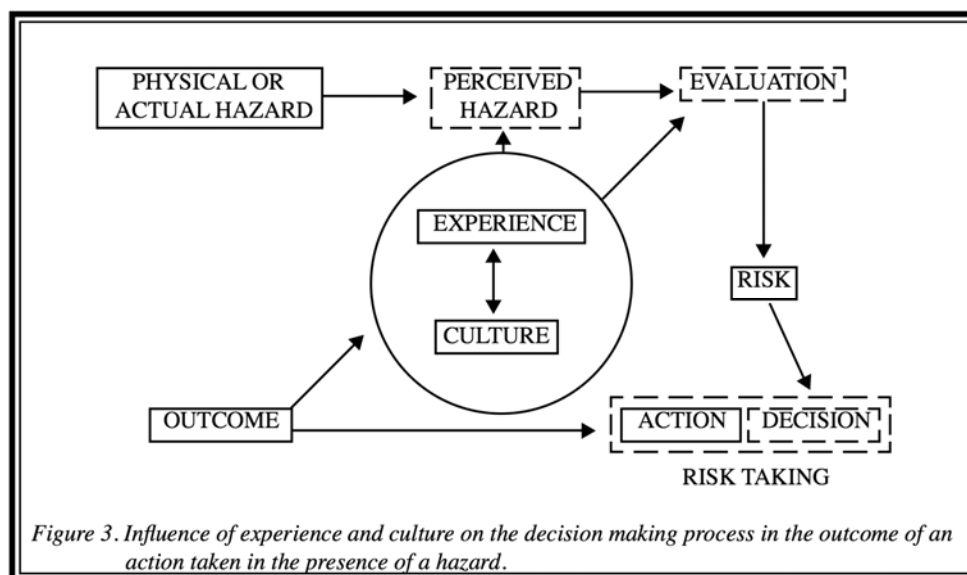 PHYSICAL OR
ACTUAL HAZARD
PERCEIVED
HAZARD
EVALUATION
EXPERIENCE
CULTURE
RISK
OUTCOME
ACTION
DECISION
RISK TAKING
Figure 3. Influence of experience and culture on the decision making process in the outcome of an
action taken in the presence of a hazard.